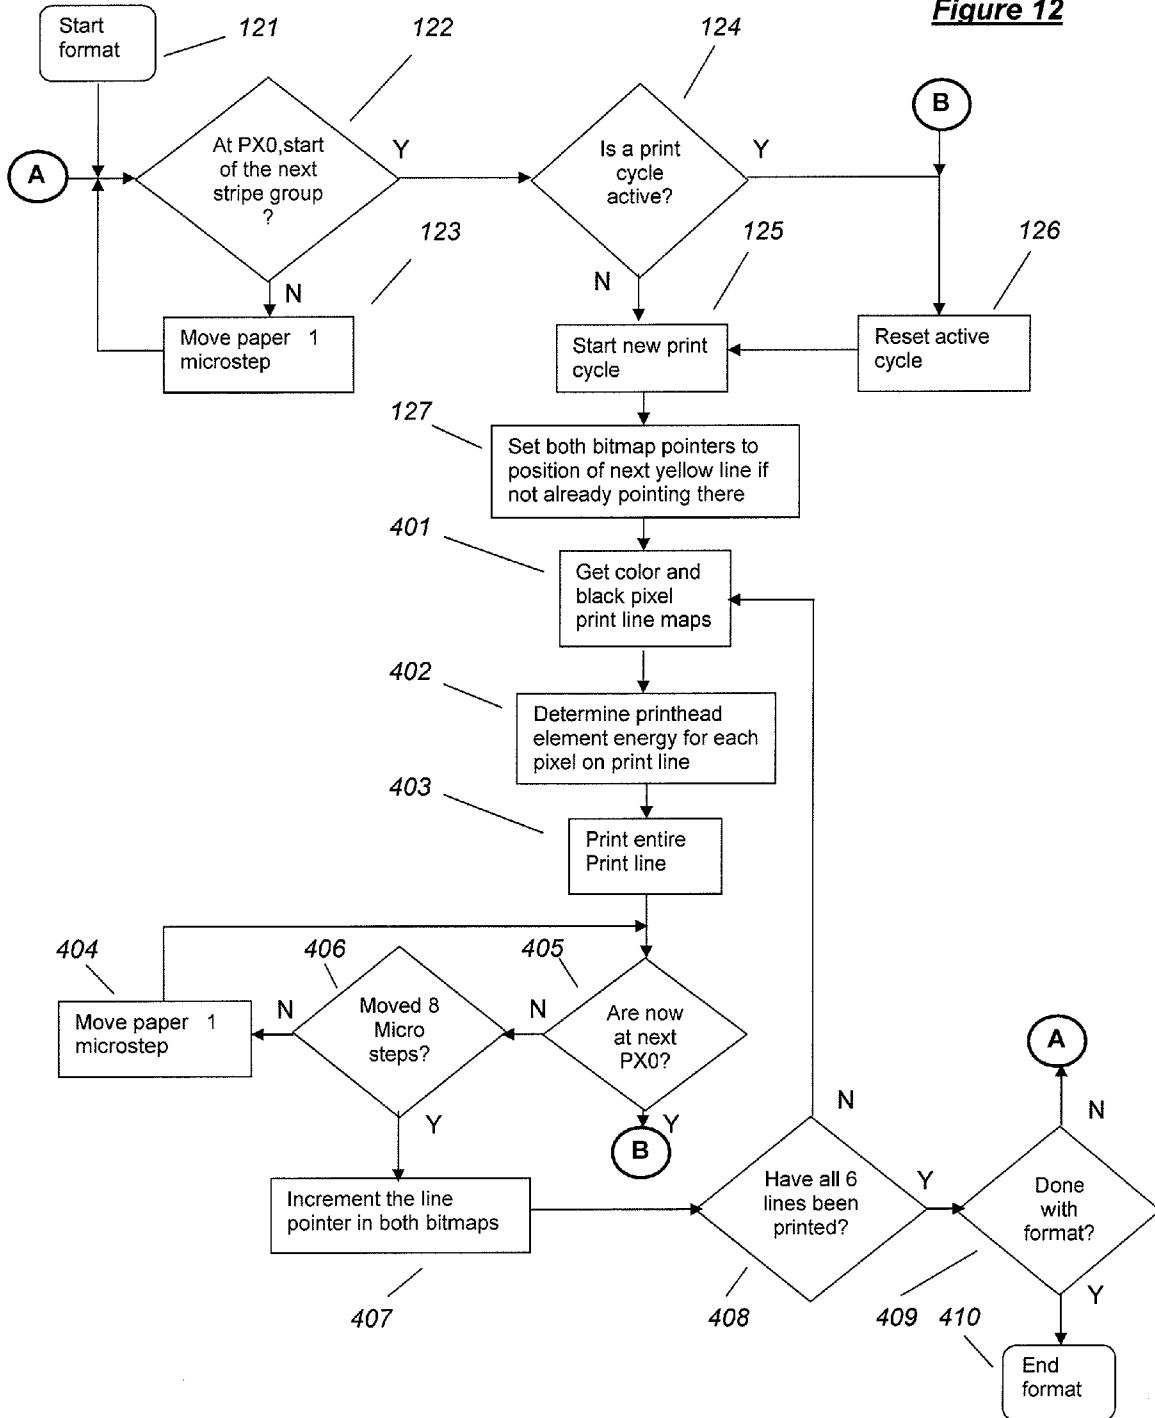 Figure 12
Start
format
121
122
124
B
A
At PX0,start
of the next
stripe group
?
Y
Is a print
cycle
active?
Y
123
125
126
N
N
Move paper 1
microstep
Start new print
cycle
Reset active
cycle
127
Set both bitmap pointers to
position of next yellow line if
not already pointing there
401
Get color and
black pixel
print line maps
402
Determine printhead
element energy for each
pixel on print line
403
Print entire
Print line
404
406
405
Move paper 1
microstep
N
Moved 8
Micro
steps?
N
Are now
at next
PX0?
A
Y
Y
B
N
N
Increment the line
pointer in both bitmaps
Have all 6
lines been
printed?
Y
Done
with
format?
407
408
409
410
Y
End
format